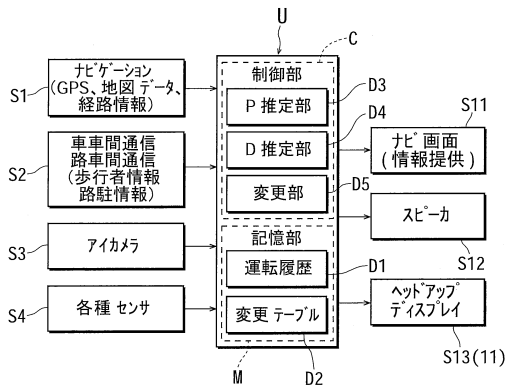 U
C
S1
ナビゲーション
(GPS、地図データ、
経路情報)
S2
車車間通信
路車間通信
(歩行者情報
路駐情報)
S3
アイカメラ
S4
各種センサ
制御部
P推定部
D3
D推定部
D4
変更部
D5
記憶部
運転履歴
D1
変更テーブル
D2
M
S11
ナビ画面
(情報提供)
スピーカ
S12
ヘッドアップ
ディスプレイ
S13(11)